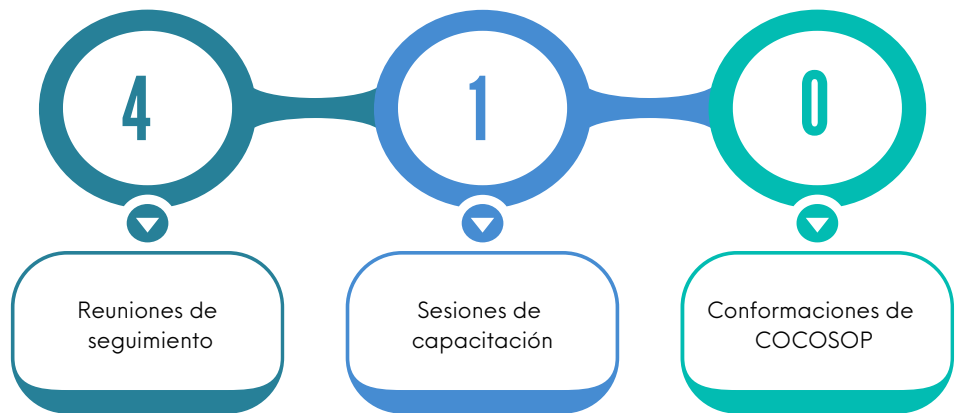 4
1
0
Reuniones de
seguimiento
Sesiones de
capacitación
Conformaciones de
COCOSOP